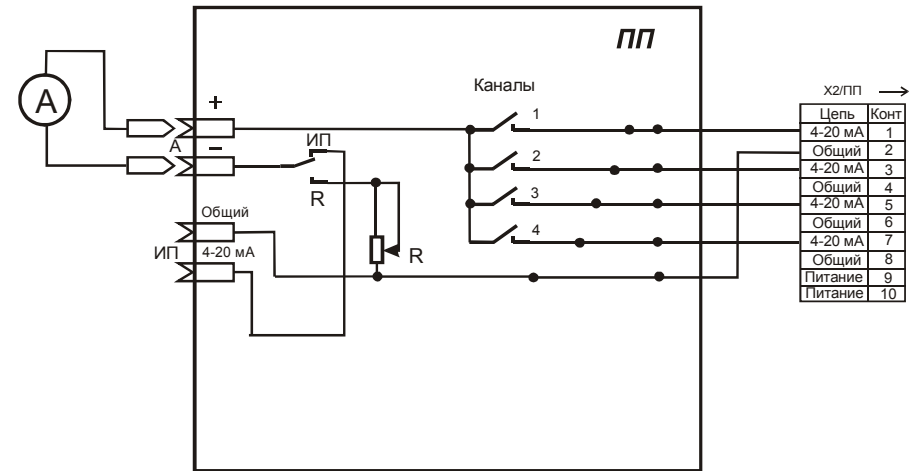 ПП
Каналы
Х2/ПП
Цепь Конт
4-20 мА 1
Общий 2
4-20 мА 3
Общий 4
4-20 мА 5
Общий 6
4-20 мА 7
Общий 8
Питание 9
Питание 10
А
+
А
−
ИП
R
1
2
3
4
Общий
ИП
4-20 мА
R